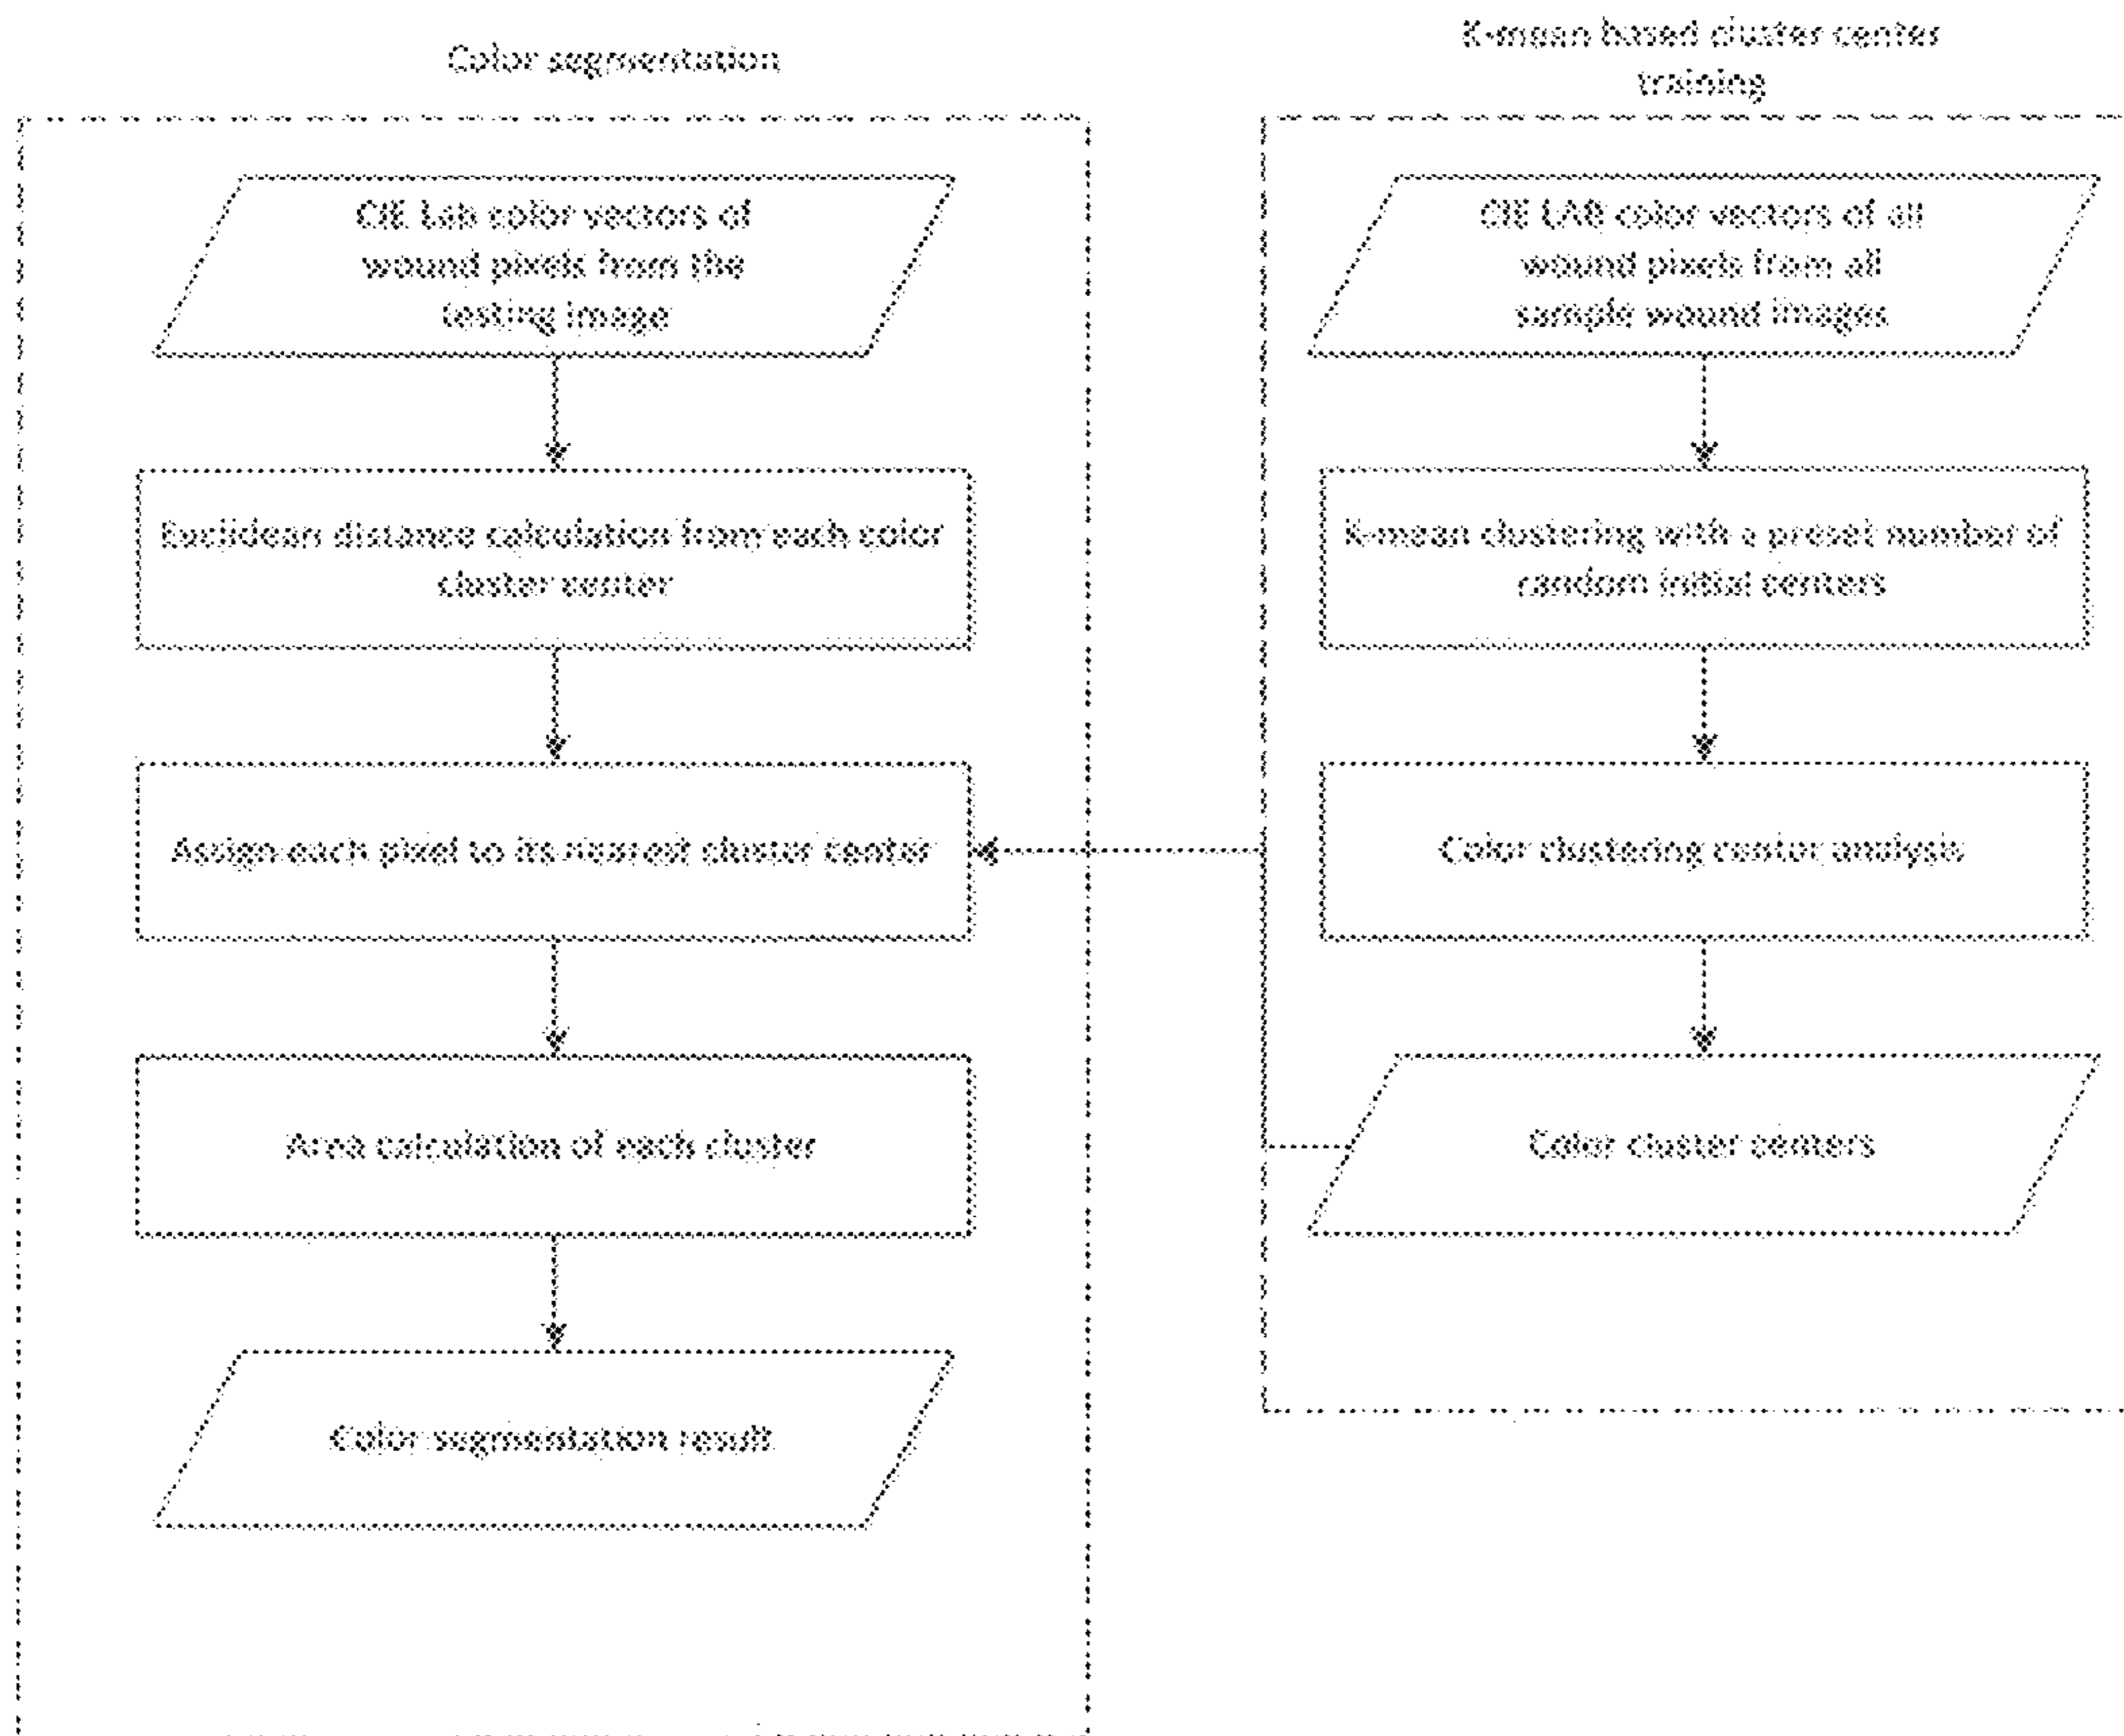 Color segmentation
CIE Lab color vectors of
wound pixels from the
testing image
Euclidean distance calculation from each color
cluster center
Assign each pixel to its nearest cluster center
Area calculation of each cluster
Color segmentation result
K-mean based cluster center
training
CIE LAB color vectors of all
wound pixels from all
sample wound images
K-mean clustering with a preset number of
random initial centers
Color clustering center analysis
Color cluster centers